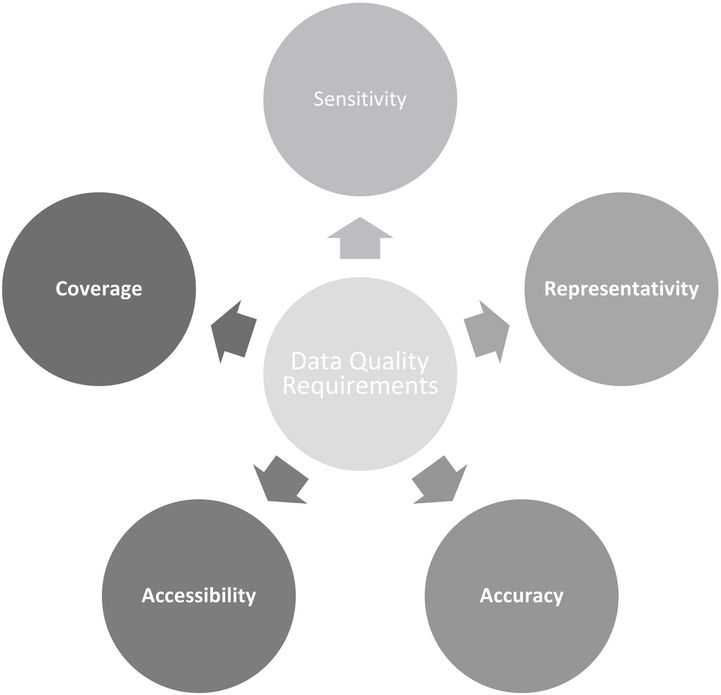 Sensitivity
Coverage
Representativity
Data Quality
Requirements
Accessibility
Accuracy